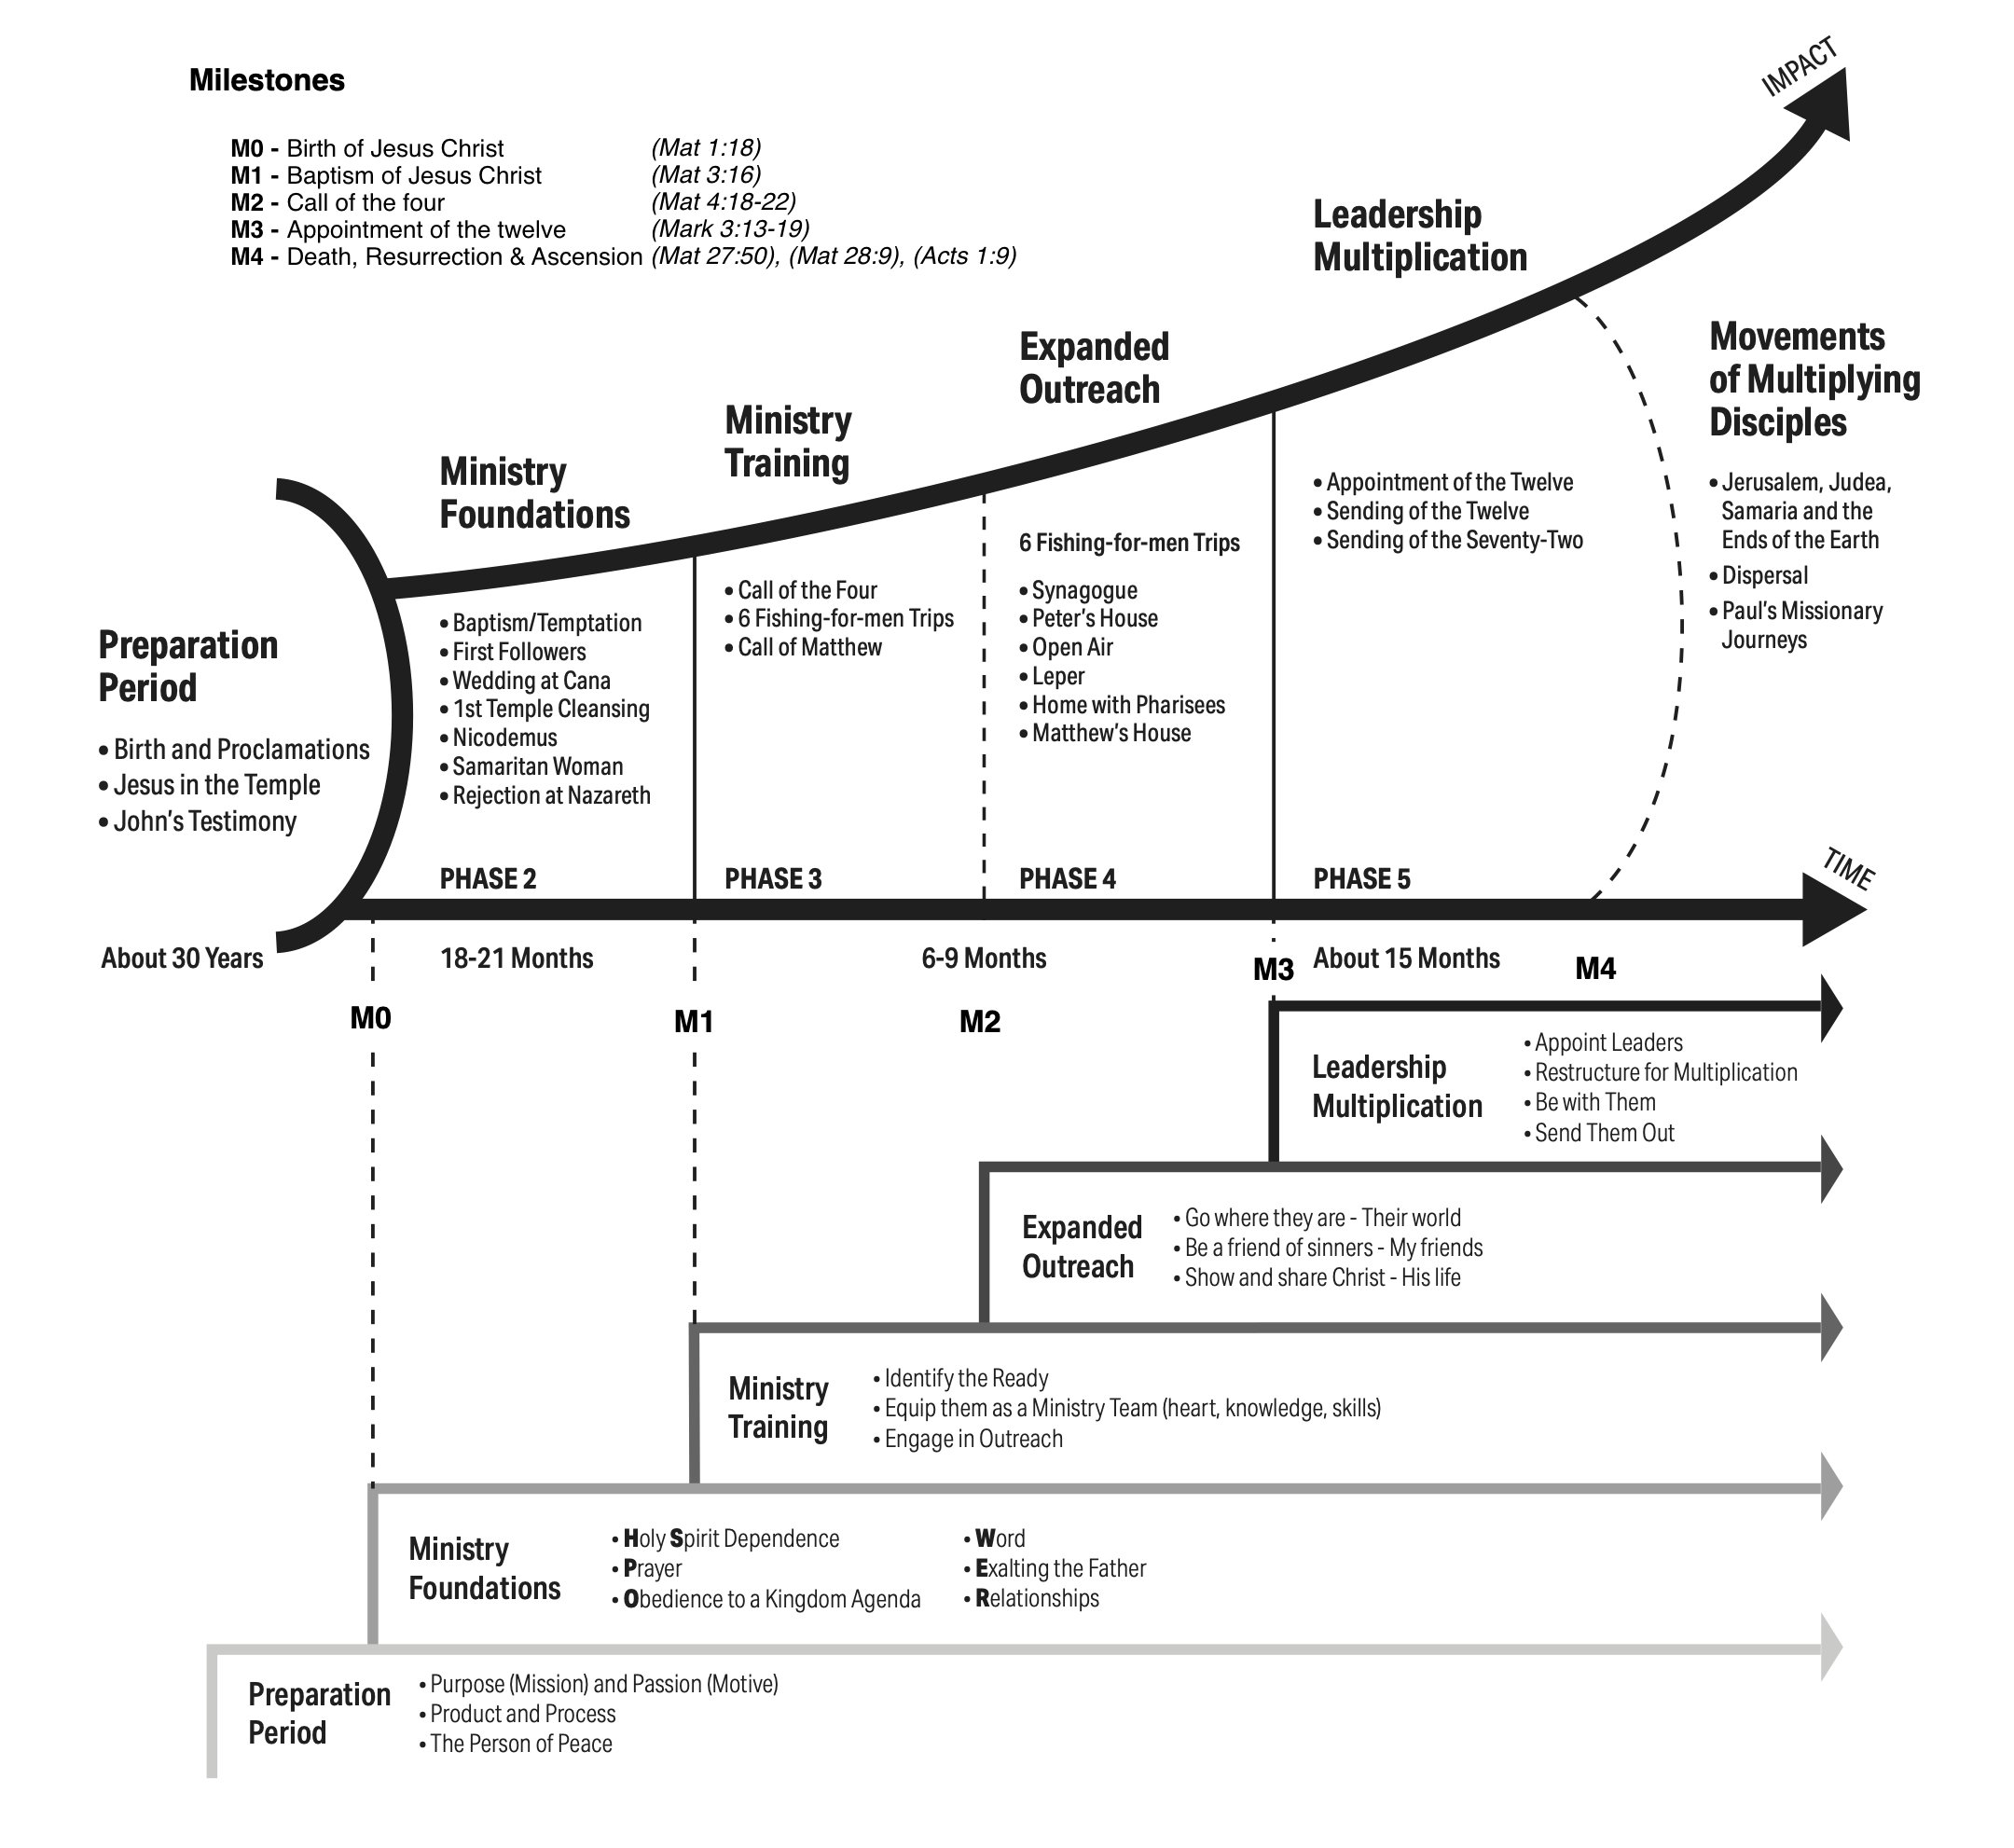 IMPACT
Milestones
M0 - Birth of Jesus Christ (Mat 1:18)
M1 - Baptism of Jesus Christ (Mat 3:16)
M2 - Call of the four (Mat 4:18-22)
M3 - Appointment of the twelve (Mark 3:13-19)
M4 - Death, Resurrection & Ascension (Mat 27:50), (Mat 28:9), (Acts 1:9)
Preparation
Period
• Birth and Proclamations
• Jesus in the Temple
• John's Testimony
Ministry
Foundations
• Baptism/Temptation
• First Followers
• Wedding at Cana
• 1st Temple Cleansing
• Nicodemus
• Samaritan Woman
• Rejection at Nazareth
PHASE 2
Ministry
Training
• Call of the Four
• 6 Fishing-for-men Trips
• Call of Matthew
PHASE 3
Expanded
Outreach
6 Fishing-for-men Trips
• Synagogue
• Peter's House
• Open Air
• Leper
• Home with Pharisees
• Matthew's House
PHASE 4
Leadership
Multiplication
• Appointment of the Twelve
• Sending of the Twelve
• Sending of the Seventy-Two
PHASE 5
Movements
of Multiplying
Disciples
• Jerusalem, Judea,
Samaria and the
Ends of the Earth
• Dispersal
• Paul's Missionary
Journeys
TIME
About 30 Years
18-21 Months
6-9 Months
About 15 Months
M0
M1
M2
M3
M4
Leadership
Multiplication
• Appoint Leaders
• Restructure for Multiplication
• Be with Them
• Send Them Out
Expanded
Outreach
• Go where they are - Their world
• Be a friend of sinners - My friends
• Show and share Christ - His life
Ministry
Training
• Identify the Ready
• Equip them as a Ministry Team (heart, knowledge, skills)
• Engage in Outreach
Ministry
Foundations
• Holy Spirit Dependence
• Prayer
• Obedience to a Kingdom Agenda
• Word
• Exalting the Father
• Relationships
Preparation
Period
• Purpose (Mission) and Passion (Motive)
• Product and Process
• The Person of Peace